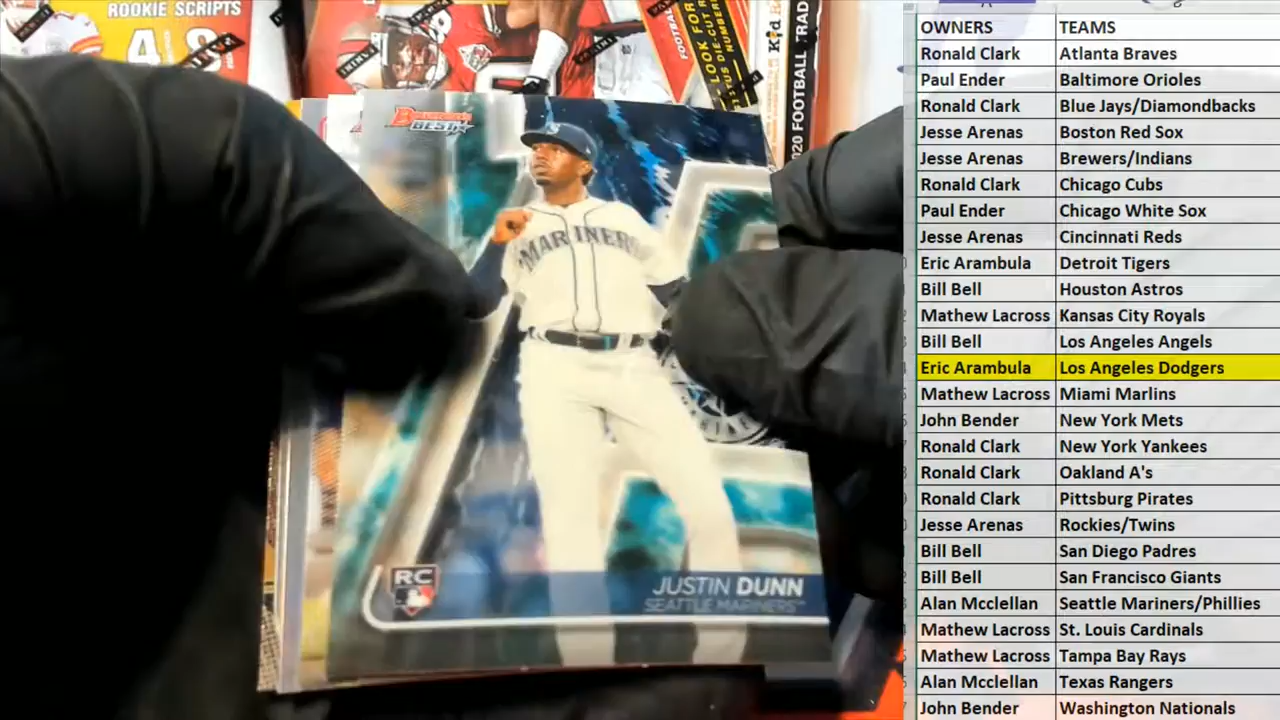 ROOKIE SCRIPTS
LOOK FOR
2020 FOOTBALL TRAD
Bowman's
BEST
MARINERS
RC
JUSTIN DUNN
SEATTLE MARINERS™
OWNERS TEAMS
Ronald Clark Atlanta Braves
Paul Ender Baltimore Orioles
Ronald Clark Blue Jays/Diamondbacks
Jesse Arenas Boston Red Sox
Jesse Arenas Brewers/Indians
Ronald Clark Chicago Cubs
Paul Ender Chicago White Sox
Jesse Arenas Cincinnati Reds
Eric Arambula Detroit Tigers
Bill Bell Houston Astros
Mathew Lacross Kansas City Royals
Bill Bell Los Angeles Angels
Eric Arambula Los Angeles Dodgers
Mathew Lacross Miami Marlins
John Bender New York Mets
Ronald Clark New York Yankees
Ronald Clark Oakland A's
Ronald Clark Pittsburg Pirates
Jesse Arenas Rockies/Twins
Bill Bell San Diego Padres
Bill Bell San Francisco Giants
Alan Mcclellan Seattle Mariners/Phillies
Mathew Lacross St. Louis Cardinals
Mathew Lacross Tampa Bay Rays
Alan Mcclellan Texas Rangers
John Bender Washington Nationals